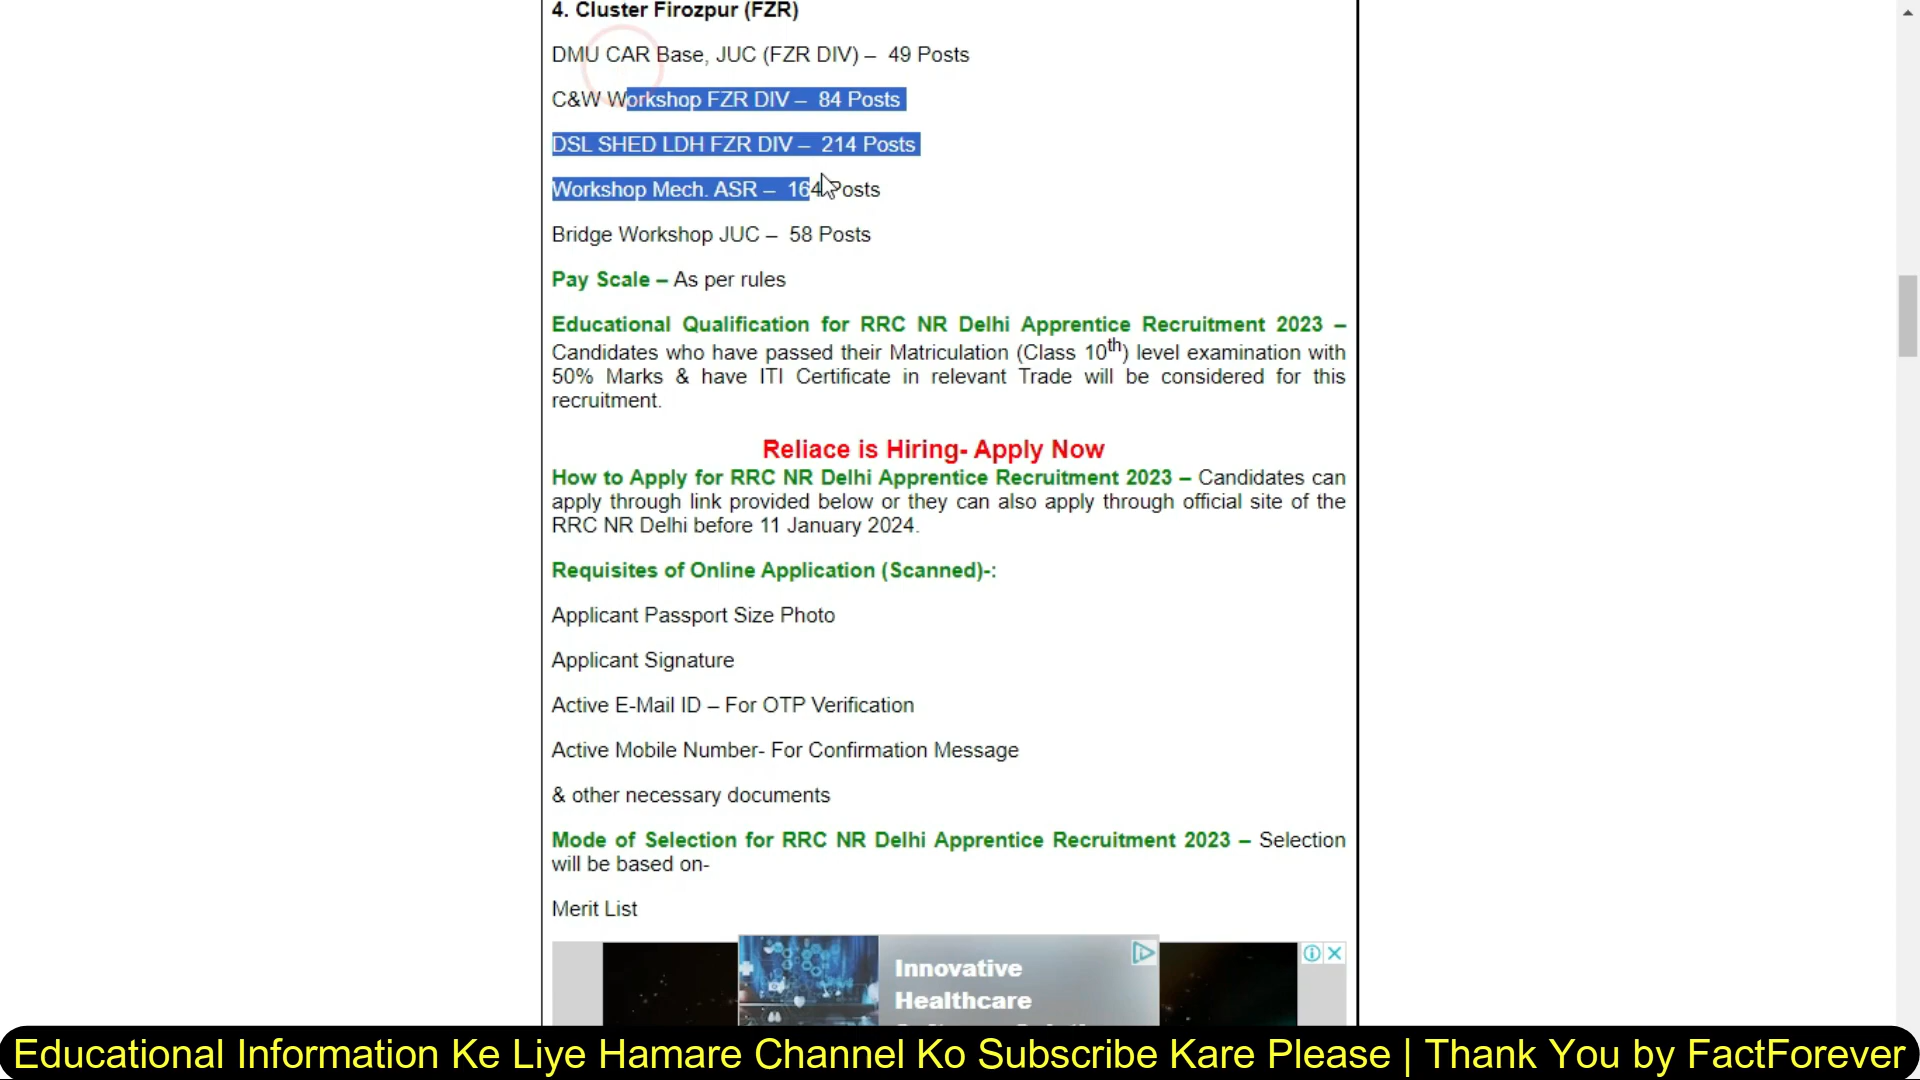 4. Cluster Firozpur (FZR)
DMU CAR Base, JUC (FZR DIV) – 49 Posts
C&W Workshop FZR DIV – 84 Posts
DSL SHED LDH FZR DIV – 214 Posts
Workshop Mech. ASR – 164 Posts
Bridge Workshop JUC – 58 Posts
Pay Scale – As per rules
Educational Qualification for RRC NR Delhi Apprentice Recruitment 2023 –
Candidates who have passed their Matriculation (Class 10th) level examination with
50% Marks & have ITI Certificate in relevant Trade will be considered for this
recruitment.
Reliace is Hiring- Apply Now
How to Apply for RRC NR Delhi Apprentice Recruitment 2023 – Candidates can
apply through link provided below or they can also apply through official site of the
RRC NR Delhi before 11 January 2024.
Requisites of Online Application (Scanned)-:
Applicant Passport Size Photo
Applicant Signature
Active E-Mail ID – For OTP Verification
Active Mobile Number- For Confirmation Message
& other necessary documents
Mode of Selection for RRC NR Delhi Apprentice Recruitment 2023 – Selection
will be based on-
Merit List
Innovative
Healthcare
Educational Information Ke Liye Hamare Channel Ko Subscribe Kare Please | Thank You by FactForever